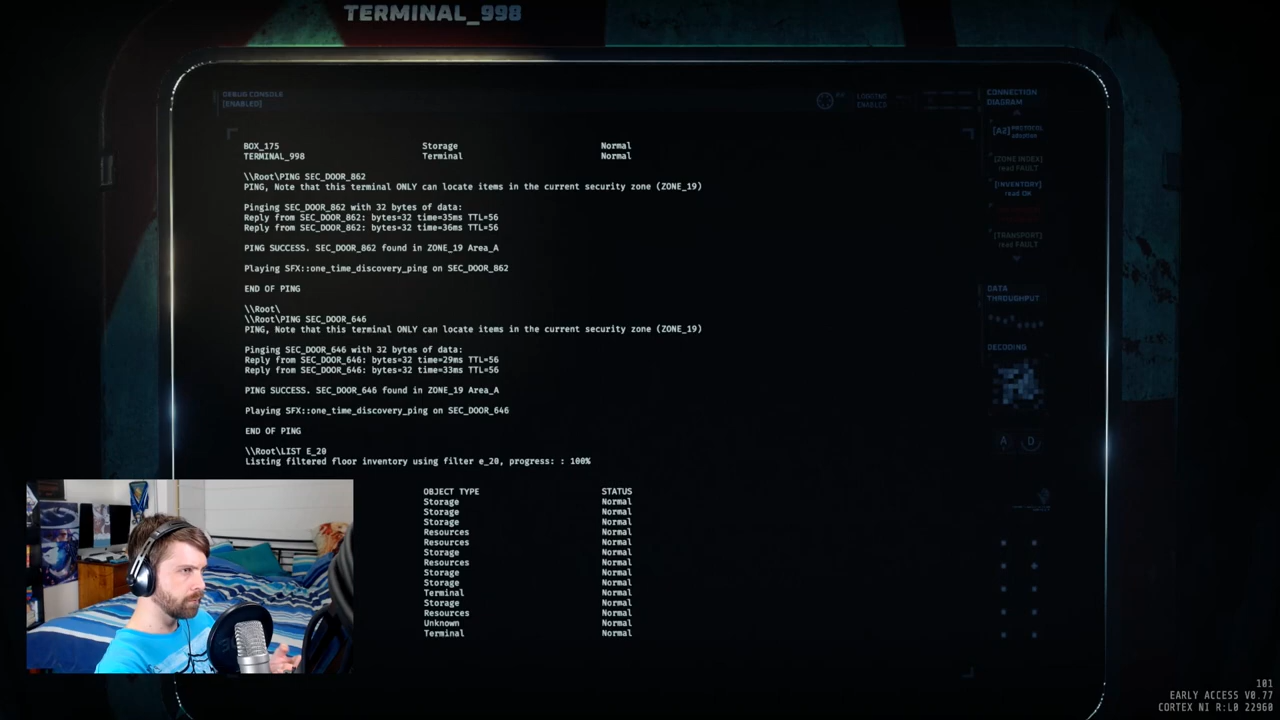 TERMINAL_998
DEBUG CONSOLE
[ENABLED]
CONNECTION
DIAGRAM
BOX_175 Storage Normal
TERMINAL_998 Terminal Normal
\\Root\PING SEC_DOOR_862
PING, Note that this terminal ONLY can locate items in the current security zone (ZONE_19)
Pinging SEC_DOOR_862 with 32 bytes of data:
Reply from SEC_DOOR_862: bytes=32 time=35ms TTL=56
Reply from SEC_DOOR_862: bytes=32 time=36ms TTL=56
PING SUCCESS. SEC_DOOR_862 found in ZONE_19 Area_A
Playing SFX::one_time_discovery_ping on SEC_DOOR_862
END OF PING
\\Root\
\\Root\PING SEC_DOOR_646
PING, Note that this terminal ONLY can locate items in the current security zone (ZONE_19)
Pinging SEC_DOOR_646 with 32 bytes of data:
Reply from SEC_DOOR_646: bytes=32 time=29ms TTL=56
Reply from SEC_DOOR_646: bytes=32 time=33ms TTL=56
PING SUCCESS. SEC_DOOR_646 found in ZONE_19 Area_A
Playing SFX::one_time_discovery_ping on SEC_DOOR_646
END OF PING
\\Root\LIST E_20
Listing filtered floor inventory using filter e_20, progress: : 100%
OBJECT TYPE STATUS
Storage Normal
Storage Normal
Storage Normal
Resources Normal
Resources Normal
Storage Normal
Resources Normal
Storage Normal
Storage Normal
Terminal Normal
Storage Normal
Resources Normal
Unknown Normal
Terminal Normal
[ZONE INDEX]
read FAULT
[INVENTORY]
read OK
[TRANSPORT]
read FAULT
DATA
THROUGHPUT
DECODING
A D
101
EARLY ACCESS V0.77
CORTEX NI R:L0 22960